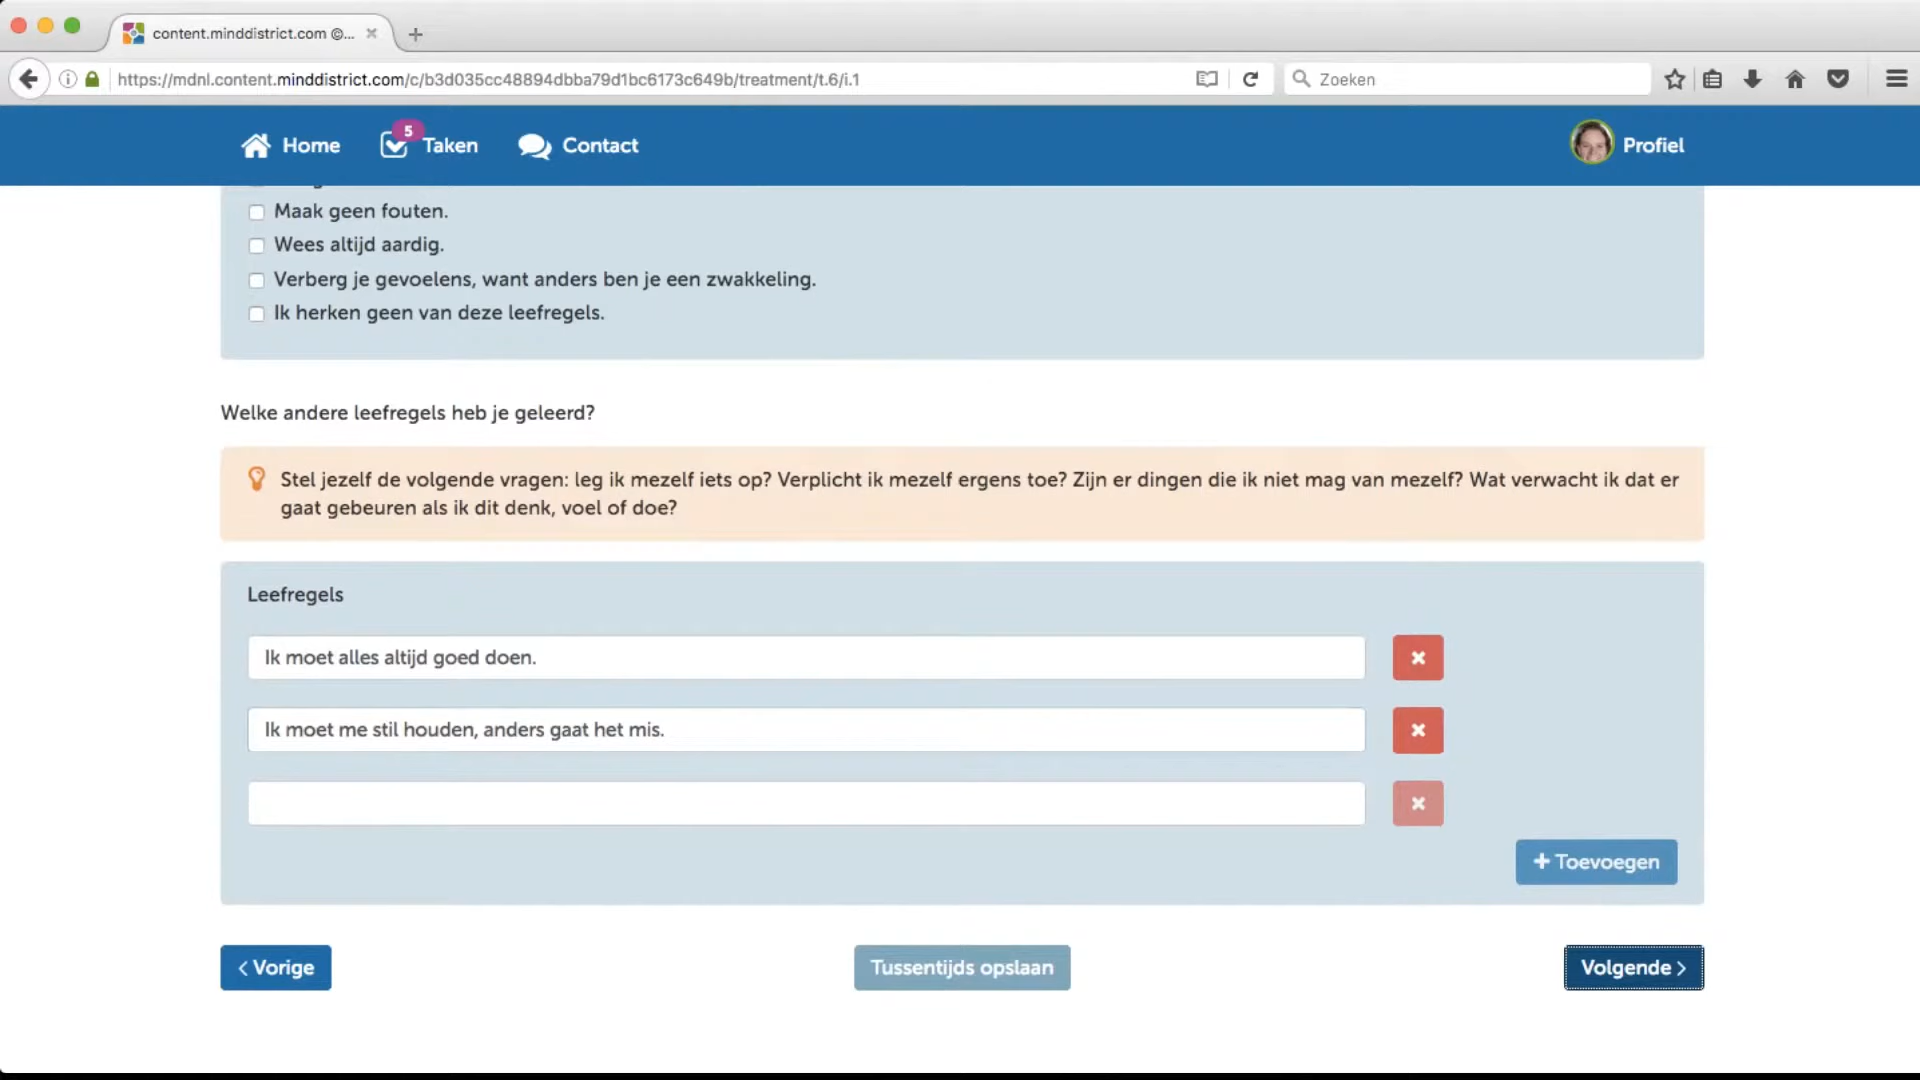 content.minddistrict.com ©...
https://mdnl.content.minddistrict.com/c/b3d035cc48894dbba79d1bc6173c649b/treatment/t.6/i.1
Zoeken
Home
5
Taken
Contact
Profiel
Maak geen fouten.
Wees altijd aardig.
Verberg je gevoelens, want anders ben je een zwakkeling.
Ik herken geen van deze leefregels.
Welke andere leefregels heb je geleerd?
Stel jezelf de volgende vragen: leg ik mezelf iets op? Verplicht ik mezelf ergens toe? Zijn er dingen die ik niet mag van mezelf? Wat verwacht ik dat er
gaat gebeuren als ik dit denk, voel of doe?
Leefregels
Ik moet alles altijd goed doen.
Ik moet me stil houden, anders gaat het mis.
+ Toevoegen
< Vorige
Tussentijds opslaan
Volgende >